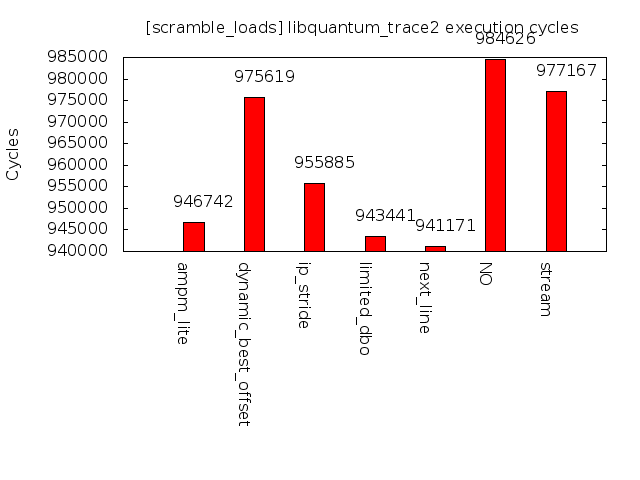 [scramble_loads] libquantum_trace2 execution cycles
984626
985000
980000
975000
970000
965000
960000
955000
950000
945000
940000
Cycles
946742
975619
955885
943441
941171
977167
ampm_lite
dynamic_best_offset
ip_stride
limited_dbo
next_line
NO
stream